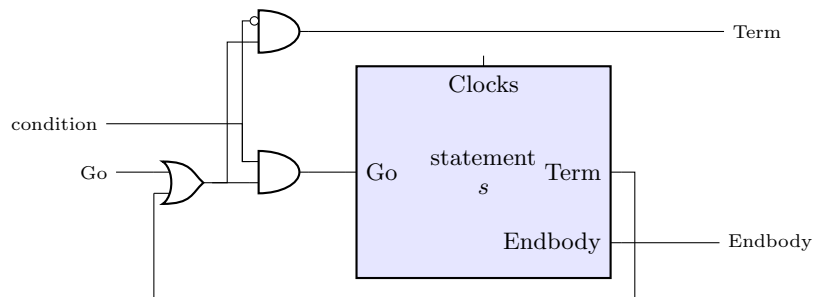 Term
Clocks
condition
statement
Go
Go
Term
s
Endbody
Endbody